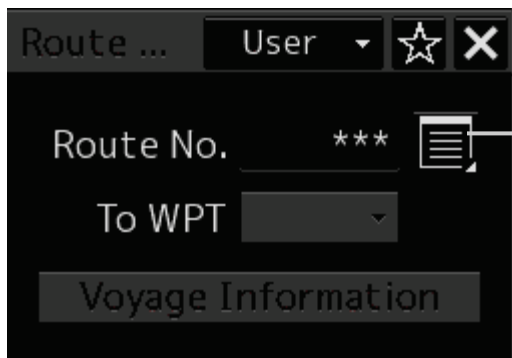 Route ... User
Route No. ***
To WPT
Voyage Information